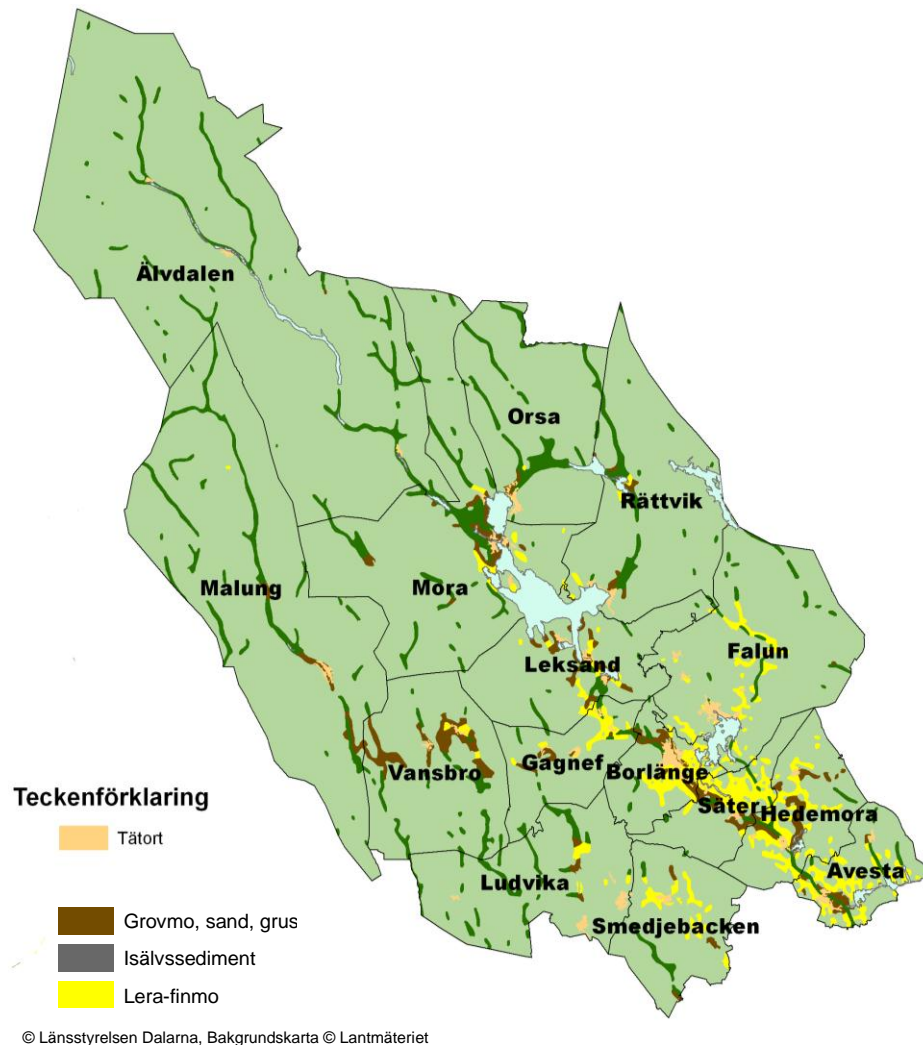 Älvdalen
Orsa
Rättvik
Malung
Mora
Falun
Leksand
Vansbro
Gagnef
Borlänge
Säter
Hedemora
Avesta
Ludvika
Smedjebacken
Teckenförklaring
Tätort
Grovmo, sand, grus
Isälvssediment
Lera-finmo
© Länsstyrelsen Dalarna, Bakgrundskarta © Lantmäteriet